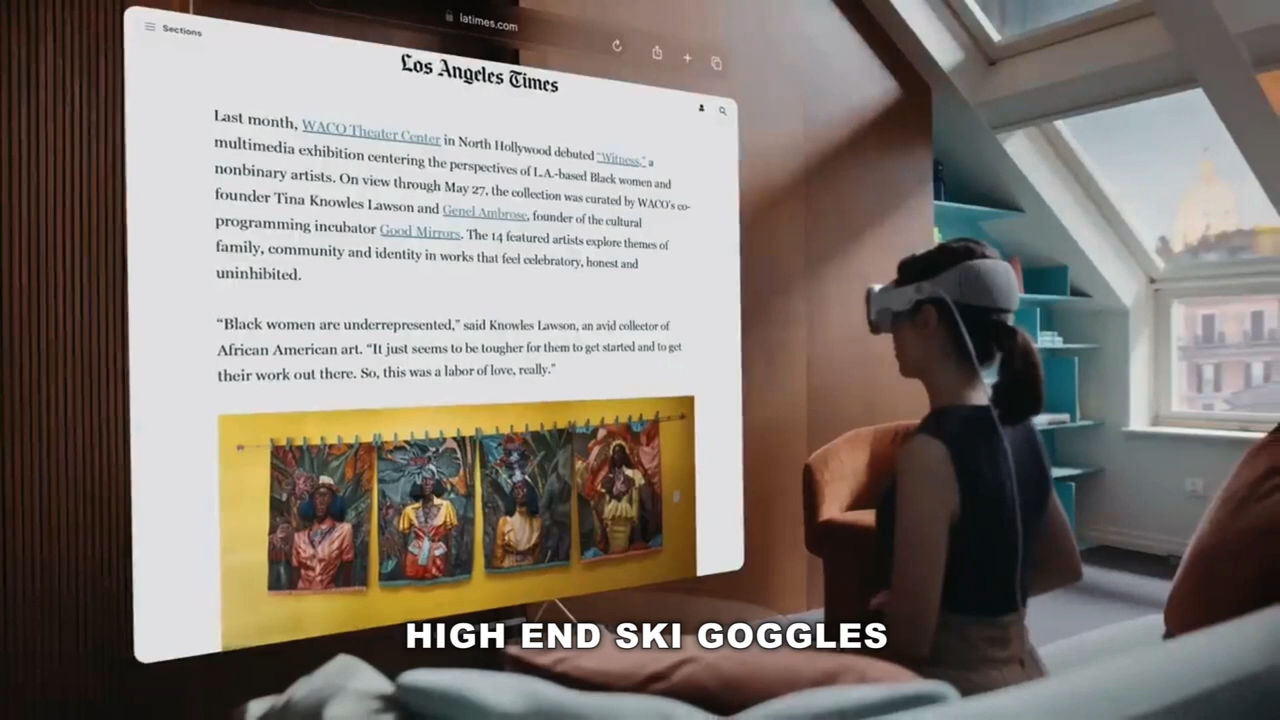 latimes.com
Sections
Los Angeles Times
Last month, WACO Theater Center in North Hollywood debuted "Witness," a
multimedia exhibition centering the perspectives of L.A.-based Black women and
nonbinary artists. On view through May 27, the collection was curated by WACO's co-
founder Tina Knowles Lawson and Genel Ambrose, founder of the cultural
programming incubator Good Mirrors. The 14 featured artists explore themes of
family, community and identity in works that feel celebratory, honest and
uninhibited.
"Black women are underrepresented," said Knowles Lawson, an avid collector of
African American art. "It just seems to be tougher for them to get started and to get
their work out there. So, this was a labor of love, really."
HIGH END SKI GOGGLES